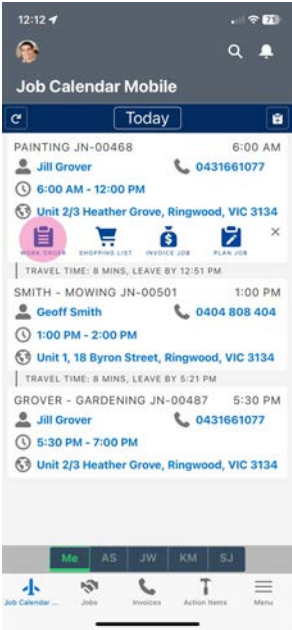 12:12
71
Job Calendar Mobile
Today
PAINTING JN-00468 6:00 AM
Jill Grover 0431661077
6:00 AM - 12:00 PM
Unit 2/3 Heather Grove, Ringwood, VIC 3134
WORK ORDER SHOPPING LIST INVOICE JOB PLAN JOB
TRAVEL TIME: 8 MINS, LEAVE BY 12:51 PM
SMITH - MOWING JN-00501 1:00 PM
Geoff Smith 0404 808 404
1:00 PM - 2:00 PM
Unit 1, 18 Byron Street, Ringwood, VIC 3134
TRAVEL TIME: 8 MINS, LEAVE BY 5:21 PM
GROVER - GARDENING JN-00487 5:30 PM
Jill Grover 0431661077
5:30 PM - 7:00 PM
Unit 2/3 Heather Grove, Ringwood, VIC 3134
Me AS JW KM SJ
Job Calendar ... Jobs Invoices Action Items Menu